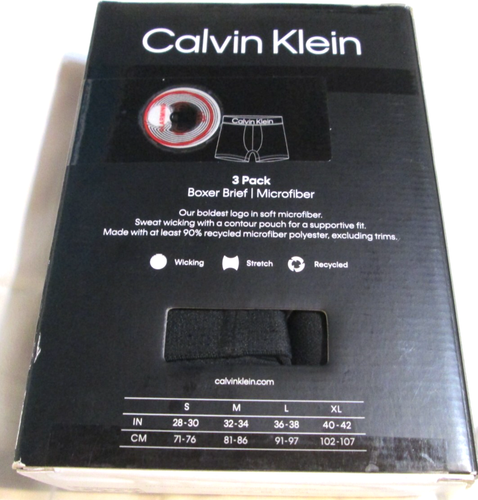 Calvin Klein
Calvin Klein
3 Pack
Boxer Brief | Microfiber
Our boldest logo in soft microfiber.
Sweat wicking with a contour pouch for a supportive fit.
Made with at least 90% recycled microfiber polyester, excluding trims.
Wicking Stretch Recycled
calvinklein.com
S M L XL
IN 28-30 32-34 36-38 40-42
CM 71-76 81-86 91-97 102-107